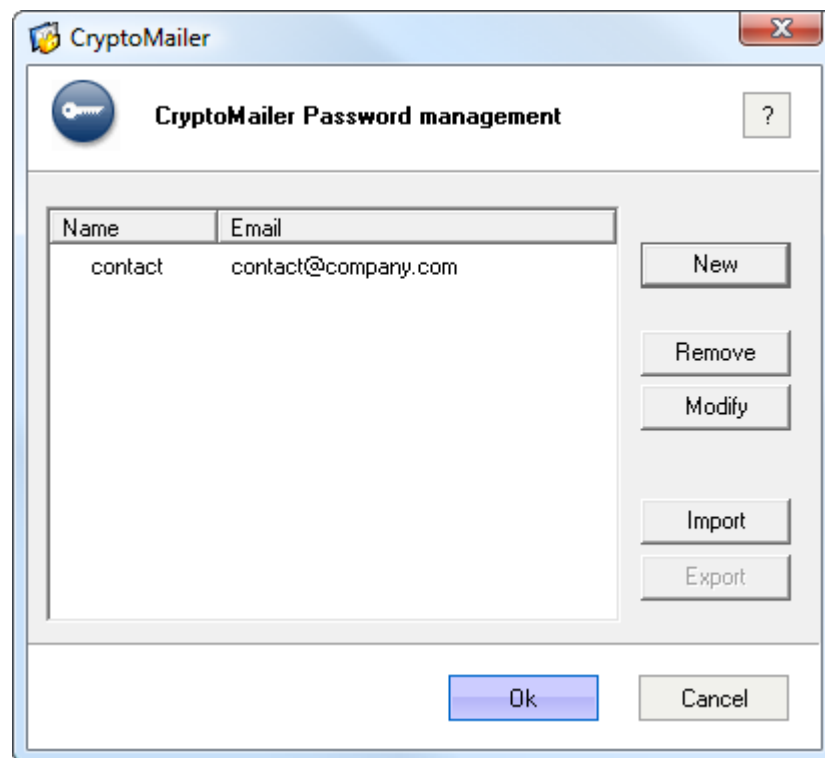 CryptoMailer
x
CryptoMailer Password management
?
Name Email
contact contact@company.com
New
Remove
Modify
Import
Export
Ok Cancel